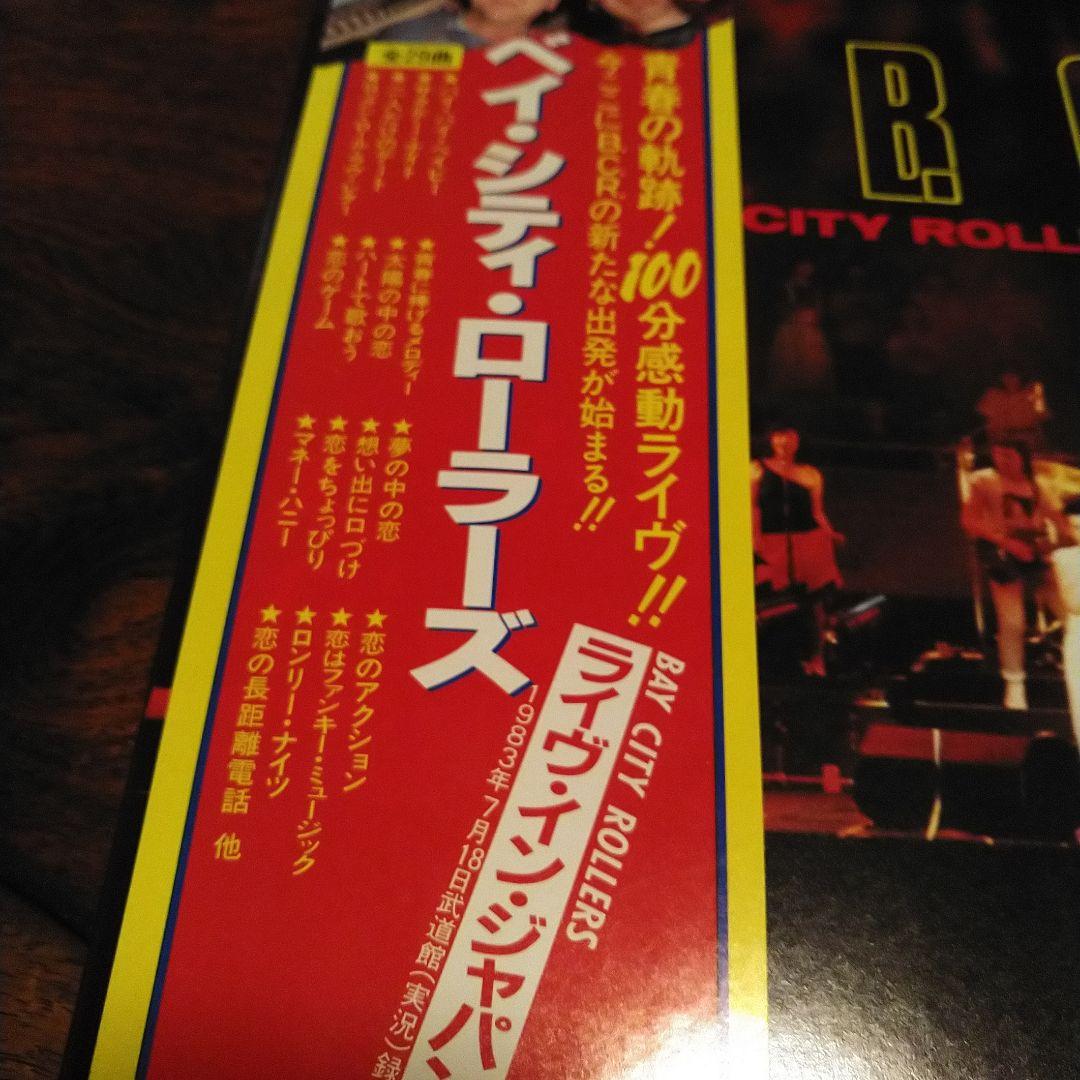 B.
CITY ROLL
青春の軌跡!100分感動ライヴ!!
今ここにB.C.R.の新たな出発が始まる!!
ベイ・シティ・ローラーズ
全29曲
★青春に捧げるメロディー
★太陽の中の恋
★ハートで歌おう
★恋のゲーム
★夢の中の恋
★想い出に口づけ
★恋をちょっぴり
★マネー・ハニー
★恋のアクション
★恋はファンキー・ミュージック
★ロンリー・ナイツ
★恋の長距離電話 他
BAY CITY ROLLERS
ライヴ・イン・ジャパン
1983年7月18日武道館(実況)録